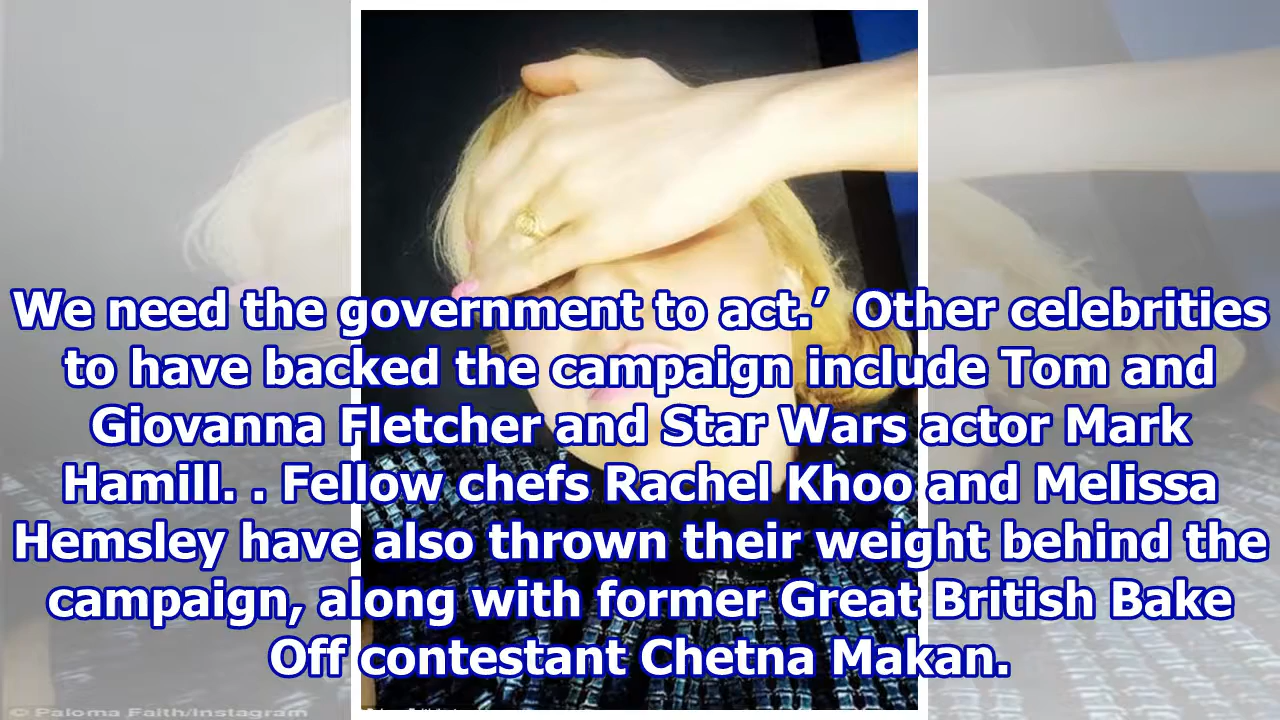 We need the government to act.’  Other celebrities
to have backed the campaign include Tom and
Giovanna Fletcher and Star Wars actor Mark
Hamill. . Fellow chefs Rachel Khoo and Melissa
Hemsley have also thrown their weight behind the
campaign, along with former Great British Bake
Off contestant Chetna Makan.
© Paloma Faith/Instagram